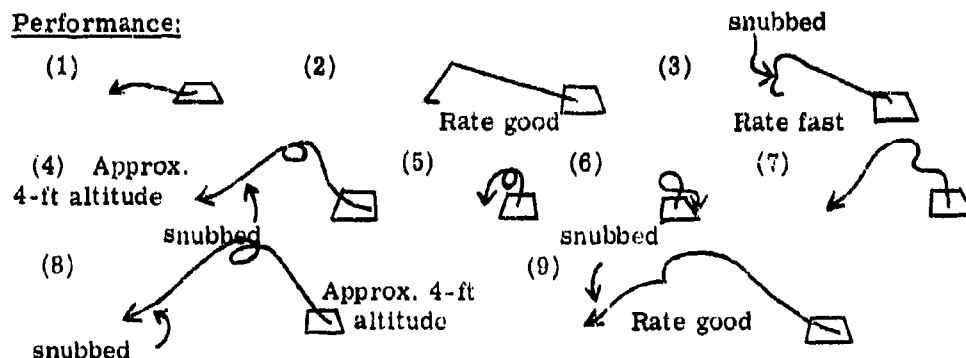 Performance:
snubbed
(1) (2) (3)
Rate good Rate fast
(4) Approx. (5) (6) (7)
4-ft altitude
snubbed snubbed
(8) (9)
Approx. 4-ft
altitude Rate good
snubbed